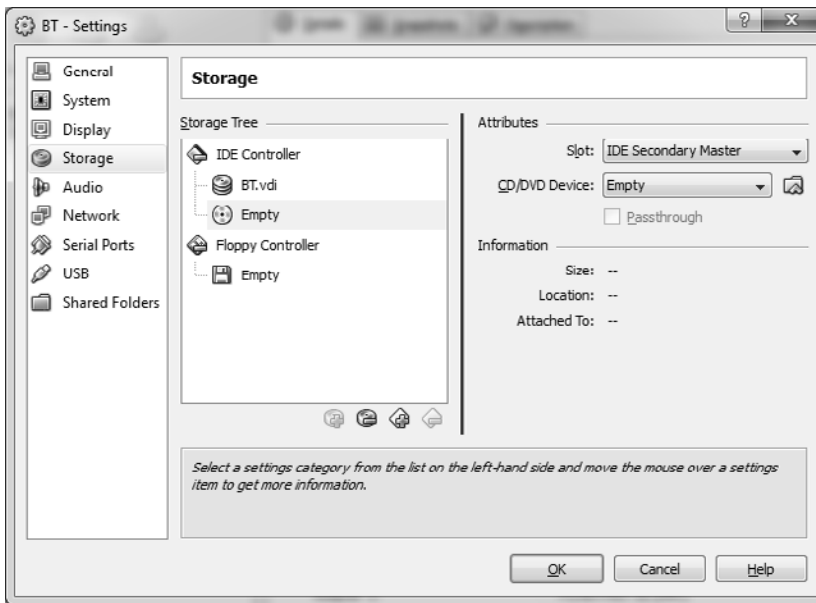 BT - Settings
?
x
General
System
Display
Storage
Audio
Network
Serial Ports
USB
Shared Folders
Storage
Storage Tree
IDE Controller
BT.vdi
Empty
Floppy Controller
Empty
Attributes
Slot: IDE Secondary Master
CD/DVD Device: Empty
Passthrough
Information
Size: --
Location: --
Attached To: --
Select a settings category from the list on the left-hand side and move the mouse over a settings
item to get more information.
OK
Cancel
Help